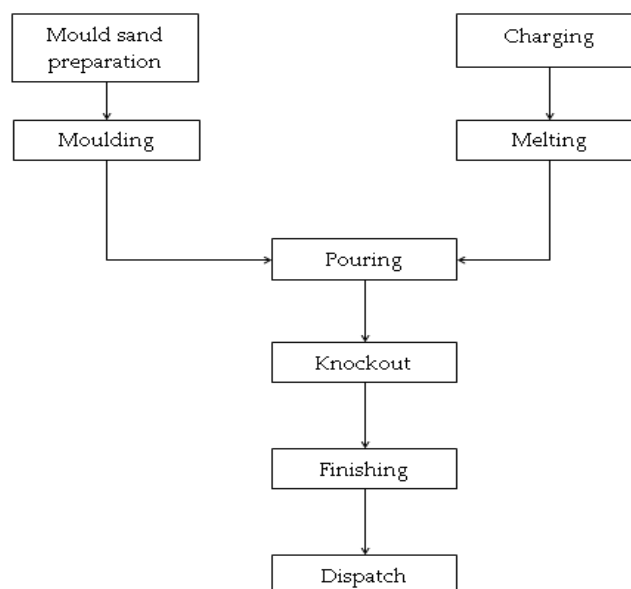 Mould sand
preparation
Charging
Moulding
Melting
Pouring
Knockout
Finishing
Dispatch